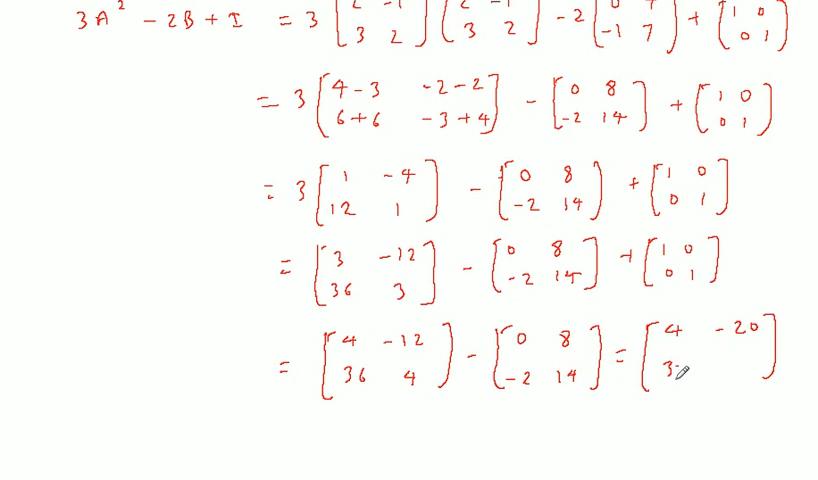 3A² - 2B + I = 3 [2 -1 3 2] [2 -1 3 2] - 2 [0 4 -1 7] + [1 0 0 1]
= 3 [4-3 -2-2 6+6 -3+4] - [0 8 -2 14] + [1 0 0 1]
= 3 [1 -4 12 1] - [0 8 -2 14] + [1 0 0 1]
= [3 -12 36 3] - [0 8 -2 14] + [1 0 0 1]
= [4 -12 36 4] - [0 8 -2 14] = [4 -20 3